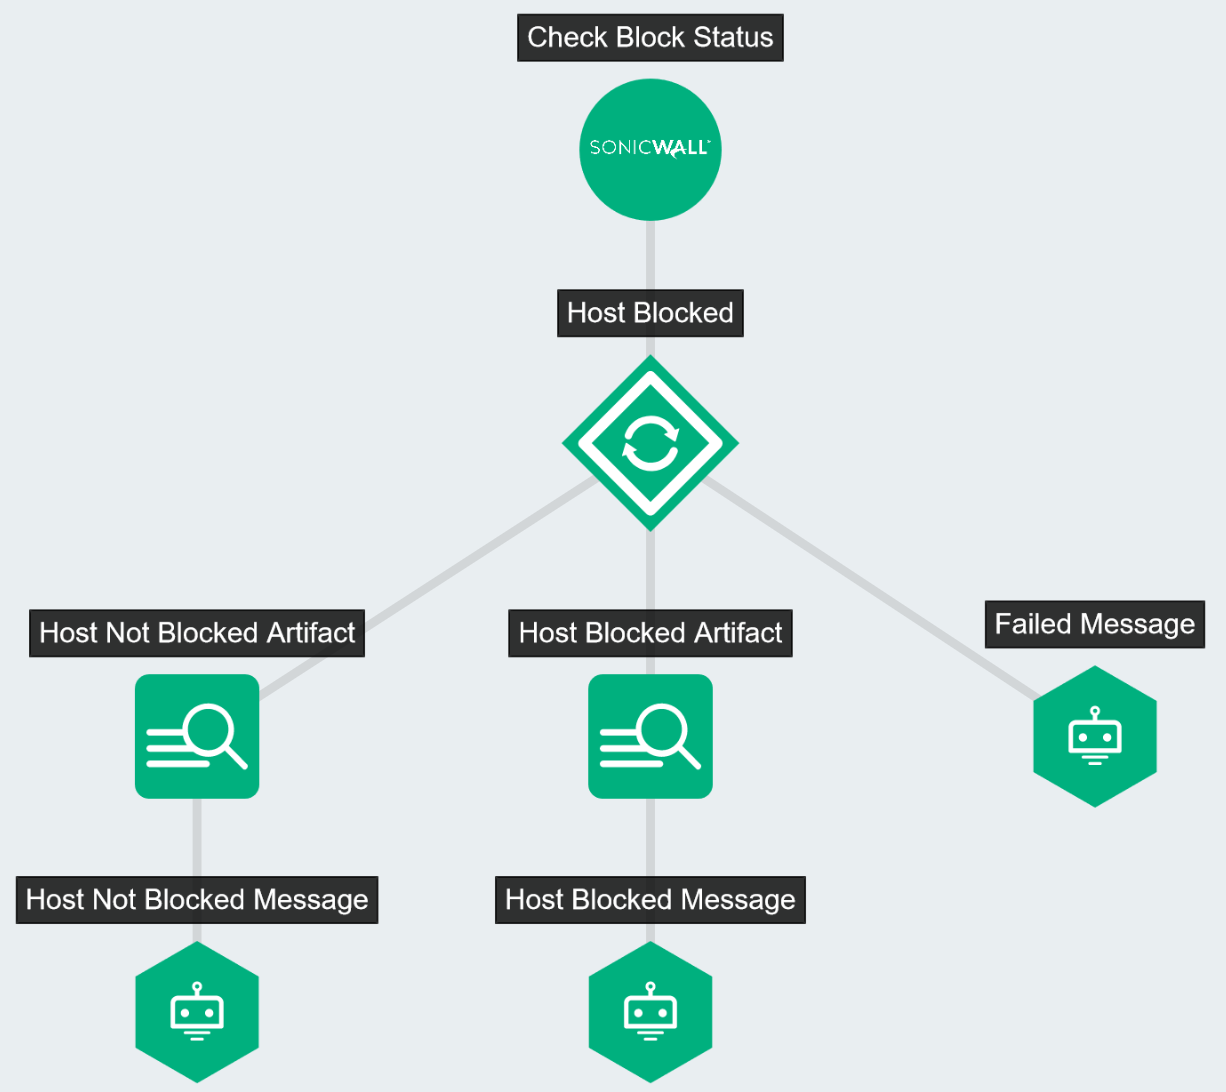 Check Block Status
SONICWALL
Host Blocked
Host Not Blocked Artifact
Host Blocked Artifact
Failed Message
Host Not Blocked Message
Host Blocked Message